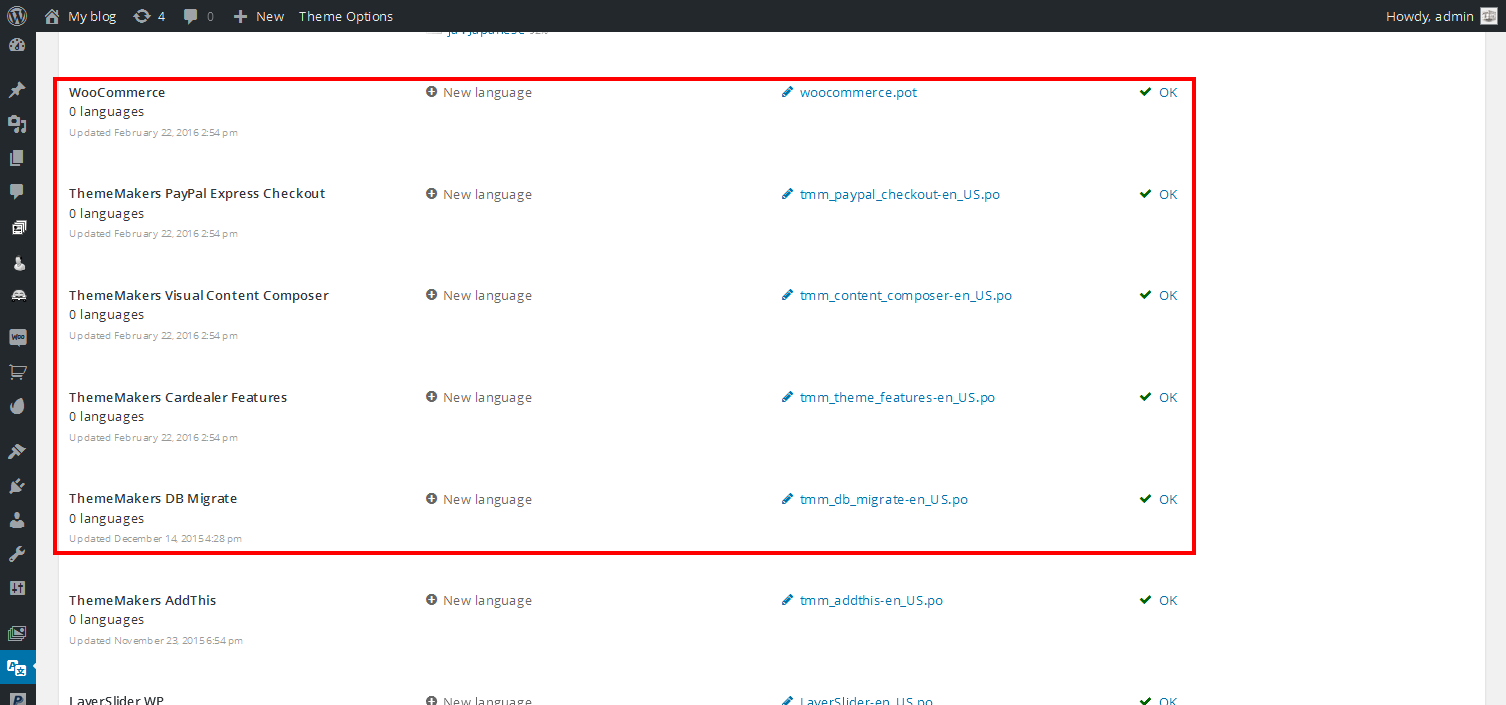 My blog 4 0 New Theme Options Howdy, admin
ja : Japanese 92%
WooCommerce New language woocommerce.pot OK
0 languages
Updated February 22, 2016 2:54 pm
ThemeMakers PayPal Express Checkout New language tmm_paypal_checkout-en_US.po OK
0 languages
Updated February 22, 2016 2:54 pm
ThemeMakers Visual Content Composer New language tmm_content_composer-en_US.po OK
0 languages
Updated February 22, 2016 2:54 pm
ThemeMakers Cardealer Features New language tmm_theme_features-en_US.po OK
0 languages
Updated February 22, 2016 2:54 pm
ThemeMakers DB Migrate New language tmm_db_migrate-en_US.po OK
0 languages
Updated December 14, 2015 4:28 pm
ThemeMakers AddThis New language tmm_addthis-en_US.po OK
0 languages
Updated November 23, 2015 6:54 pm
LayerSlider WP New language LayerSlider-en_US.po OK